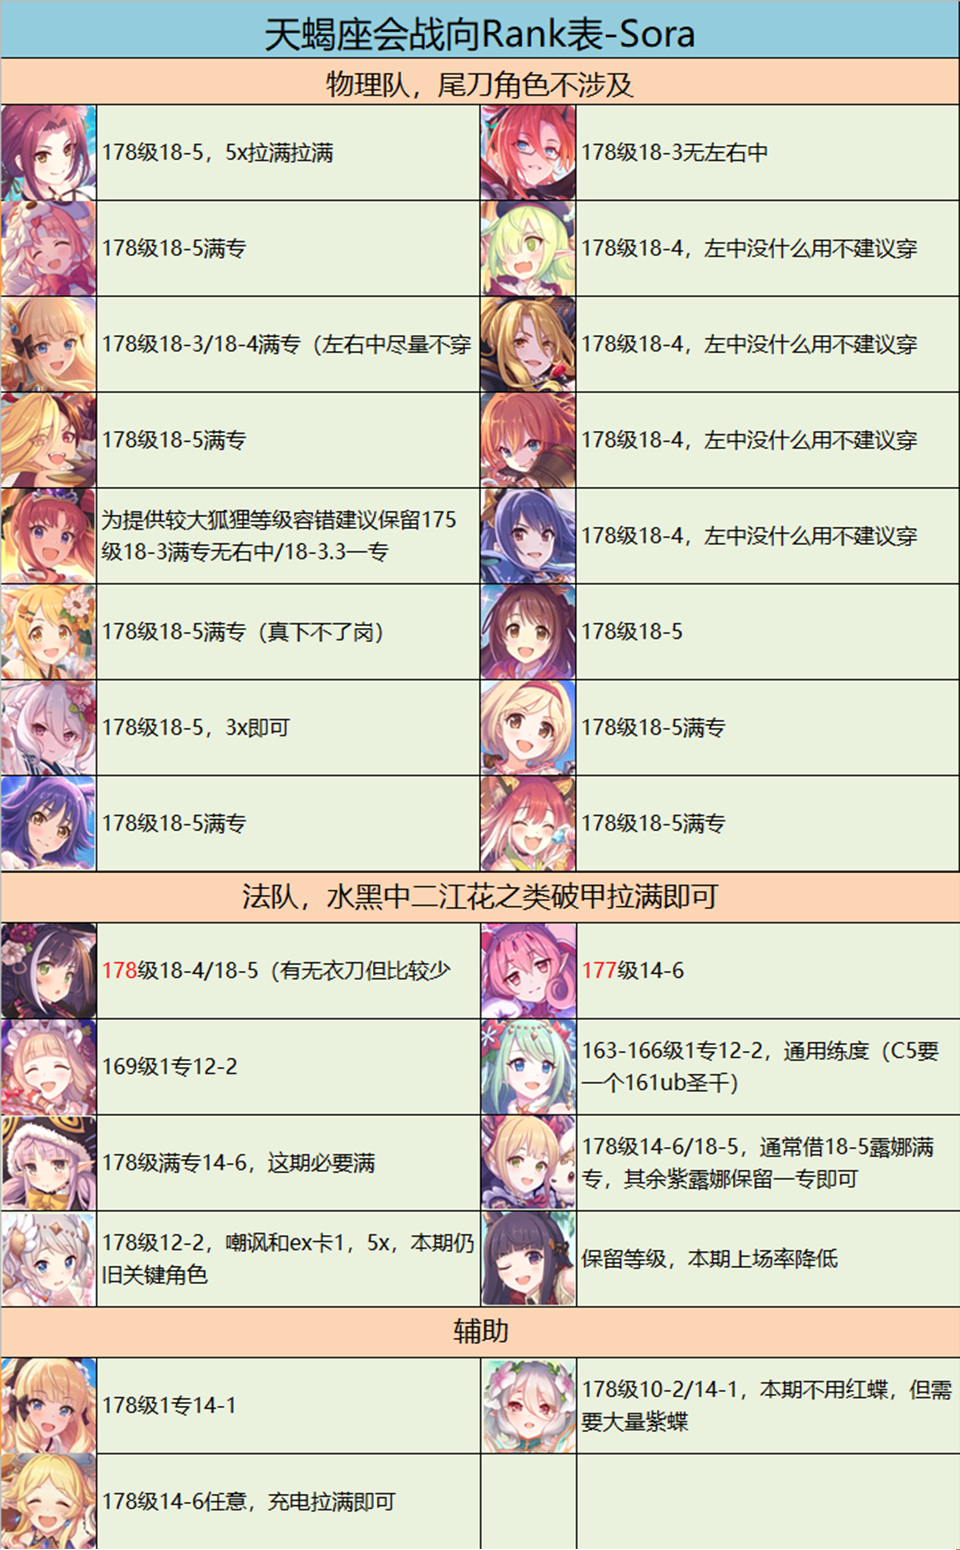 天蝎座会战向Rank表-Sora
物理队，尾刀角色不涉及
178级18-5，5x拉满拉满
178级18-3无左右中
178级18-5满专
178级18-4，左中没什么用不建议穿
178级18-3/18-4满专（左右中尽量不穿
178级18-4，左中没什么用不建议穿
178级18-5满专
178级18-4，左中没什么用不建议穿
为提供较大狐狸等级容错建议保留175
级18-3满专无右中/18-3.3一专
178级18-4，左中没什么用不建议穿
178级18-5满专（真下不了岗）
178级18-5
178级18-5，3x即可
178级18-5满专
178级18-5满专
178级18-5满专
法队，水黑中二江花之类破甲拉满即可
178级18-4/18-5（有无衣刀但比较少
177级14-6
169级1专12-2
163-166级1专12-2，通用练度（C5要
一个161ub圣千）
178级满专14-6，这期必要满
178级14-6/18-5，通常借18-5露娜满
专，其余紫露娜保留一专即可
178级12-2，嘲讽和ex卡1，5x，本期仍
旧关键角色
保留等级，本期上场率降低
辅助
178级1专14-1
178级10-2/14-1，本期不用红蝶，但需
要大量紫蝶
178级14-6任意，充电拉满即可